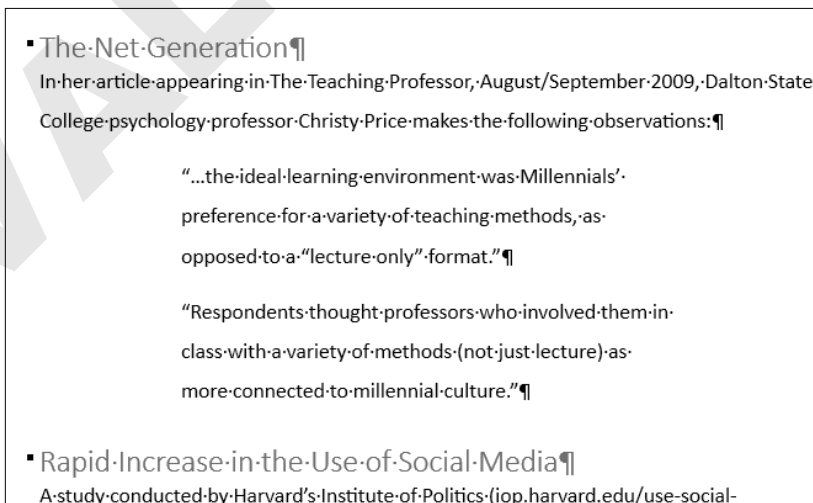 The Net Generation¶
In her article appearing in The Teaching Professor, August/September 2009, Dalton State
College psychology professor Christy Price makes the following observations:¶
“...the ideal learning environment was Millennials’
preference for a variety of teaching methods, as
opposed to a “lecture only” format.”¶
“Respondents thought professors who involved them in
class with a variety of methods (not just lecture) as
more connected to millennial culture.”¶
Rapid Increase in the Use of Social Media¶
A study conducted by Harvard’s Institute of Politics (iop.harvard.edu/use-social-